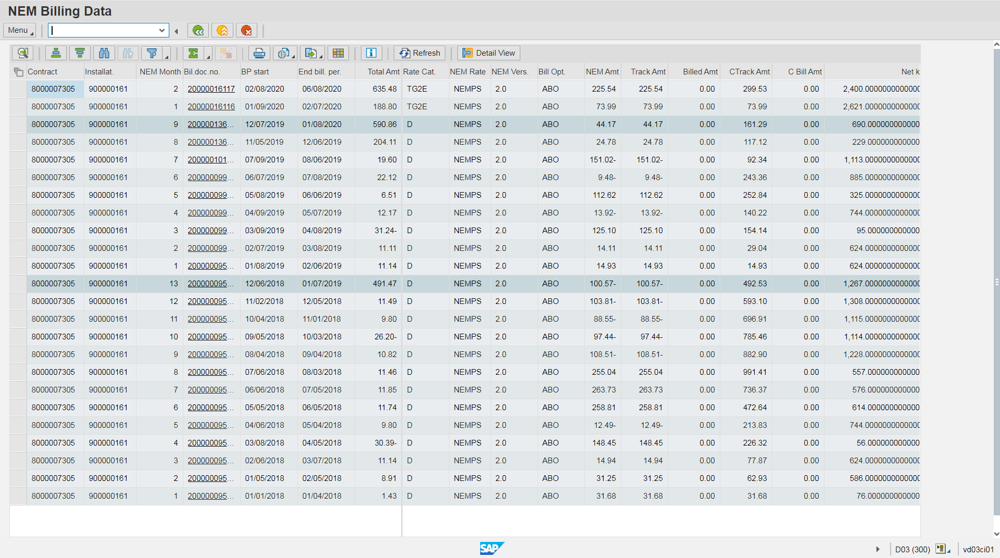 NEM Billing Data
Menu
Refresh Detail View
Contract Installat. NEM Month Bil.doc.no. BP start End bill. per. Total Amt Rate Cat. NEM Rate NEM Vers. Bill Opt. NEM Amt Track Amt Billed Amt CTrack Amt C Bill Amt Net k
8000007305 900000161 2 20000016117 02/08/2020 06/08/2020 635.48 TG2E NEMPS 2.0 ABO 225.54 225.54 0.00 299.53 0.00 2,400.0000000000000
8000007305 900000161 1 20000016116 01/09/2020 02/07/2020 188.80 TG2E NEMPS 2.0 ABO 73.99 73.99 0.00 73.99 0.00 2,621.0000000000000
8000007305 900000161 9 200000136... 12/07/2019 01/08/2020 590.86 D NEMPS 2.0 ABO 44.17 44.17 0.00 161.29 0.00 690.000000000000
8000007305 900000161 8 200000136... 11/05/2019 12/06/2019 204.11 D NEMPS 2.0 ABO 24.78 24.78 0.00 117.12 0.00 229.000000000000
8000007305 900000161 7 200000101... 07/09/2019 08/06/2019 19.60 D NEMPS 2.0 ABO 151.02- 151.02- 0.00 92.34 0.00 1,113.0000000000000
8000007305 900000161 6 200000099... 06/07/2019 07/08/2019 22.12 D NEMPS 2.0 ABO 9.48- 9.48- 0.00 243.36 0.00 885.0000000000000
8000007305 900000161 5 200000099... 05/08/2019 06/06/2019 6.51 D NEMPS 2.0 ABO 112.62 112.62 0.00 252.84 0.00 325.0000000000000
8000007305 900000161 4 200000099... 04/09/2019 05/07/2019 12.17 D NEMPS 2.0 ABO 13.92- 13.92- 0.00 140.22 0.00 744.0000000000000
8000007305 900000161 3 200000099... 03/09/2019 04/08/2019 31.24- D NEMPS 2.0 ABO 125.10 125.10 0.00 154.14 0.00 95.000000000000
8000007305 900000161 2 200000099... 02/07/2019 03/08/2019 11.11 D NEMPS 2.0 ABO 14.11 14.11 0.00 29.04 0.00 624.0000000000000
8000007305 900000161 1 200000095... 01/08/2019 02/06/2019 11.14 D NEMPS 2.0 ABO 14.93 14.93 0.00 14.93 0.00 624.0000000000000
8000007305 900000161 13 200000095... 12/06/2018 01/07/2019 491.47 D NEMPS 2.0 ABO 100.57- 100.57- 0.00 492.53 0.00 1,267.0000000000000
8000007305 900000161 12 200000095... 11/02/2018 12/05/2018 11.49 D NEMPS 2.0 ABO 103.81- 103.81- 0.00 593.10 0.00 1,308.0000000000000
8000007305 900000161 11 200000095... 10/04/2018 11/01/2018 9.80 D NEMPS 2.0 ABO 88.55- 88.55- 0.00 696.91 0.00 1,115.0000000000000
8000007305 900000161 10 200000095... 09/05/2018 10/03/2018 26.20- D NEMPS 2.0 ABO 97.44- 97.44- 0.00 785.46 0.00 1,114.0000000000000
8000007305 900000161 9 200000095... 08/04/2018 09/04/2018 10.82 D NEMPS 2.0 ABO 108.51- 108.51- 0.00 882.90 0.00 1,228.0000000000000
8000007305 900000161 8 200000095... 07/06/2018 08/03/2018 11.46 D NEMPS 2.0 ABO 255.04 255.04 0.00 991.41 0.00 557.000000000000
8000007305 900000161 7 200000095... 06/06/2018 07/05/2018 11.85 D NEMPS 2.0 ABO 263.73 263.73 0.00 736.37 0.00 576.000000000000
8000007305 900000161 6 200000095... 05/05/2018 06/05/2018 11.74 D NEMPS 2.0 ABO 258.81 258.81 0.00 472.64 0.00 614.000000000000
8000007305 900000161 5 200000095... 04/06/2018 05/04/2018 9.80 D NEMPS 2.0 ABO 12.49- 12.49- 0.00 213.83 0.00 744.0000000000000
8000007305 900000161 4 200000095... 03/08/2018 04/05/2018 30.39- D NEMPS 2.0 ABO 148.45 148.45 0.00 226.32 0.00 56.000000000000
8000007305 900000161 3 200000095... 02/06/2018 03/07/2018 11.14 D NEMPS 2.0 ABO 14.94 14.94 0.00 77.87 0.00 624.0000000000000
8000007305 900000161 2 200000095... 01/05/2018 02/05/2018 8.91 D NEMPS 2.0 ABO 31.25 31.25 0.00 62.93 0.00 586.0000000000000
8000007305 900000161 1 200000095... 01/01/2018 01/04/2018 1.43 D NEMPS 2.0 ABO 31.68 31.68 0.00 31.68 0.00 76.000000000000
SAP D03 (300) vd03ci01